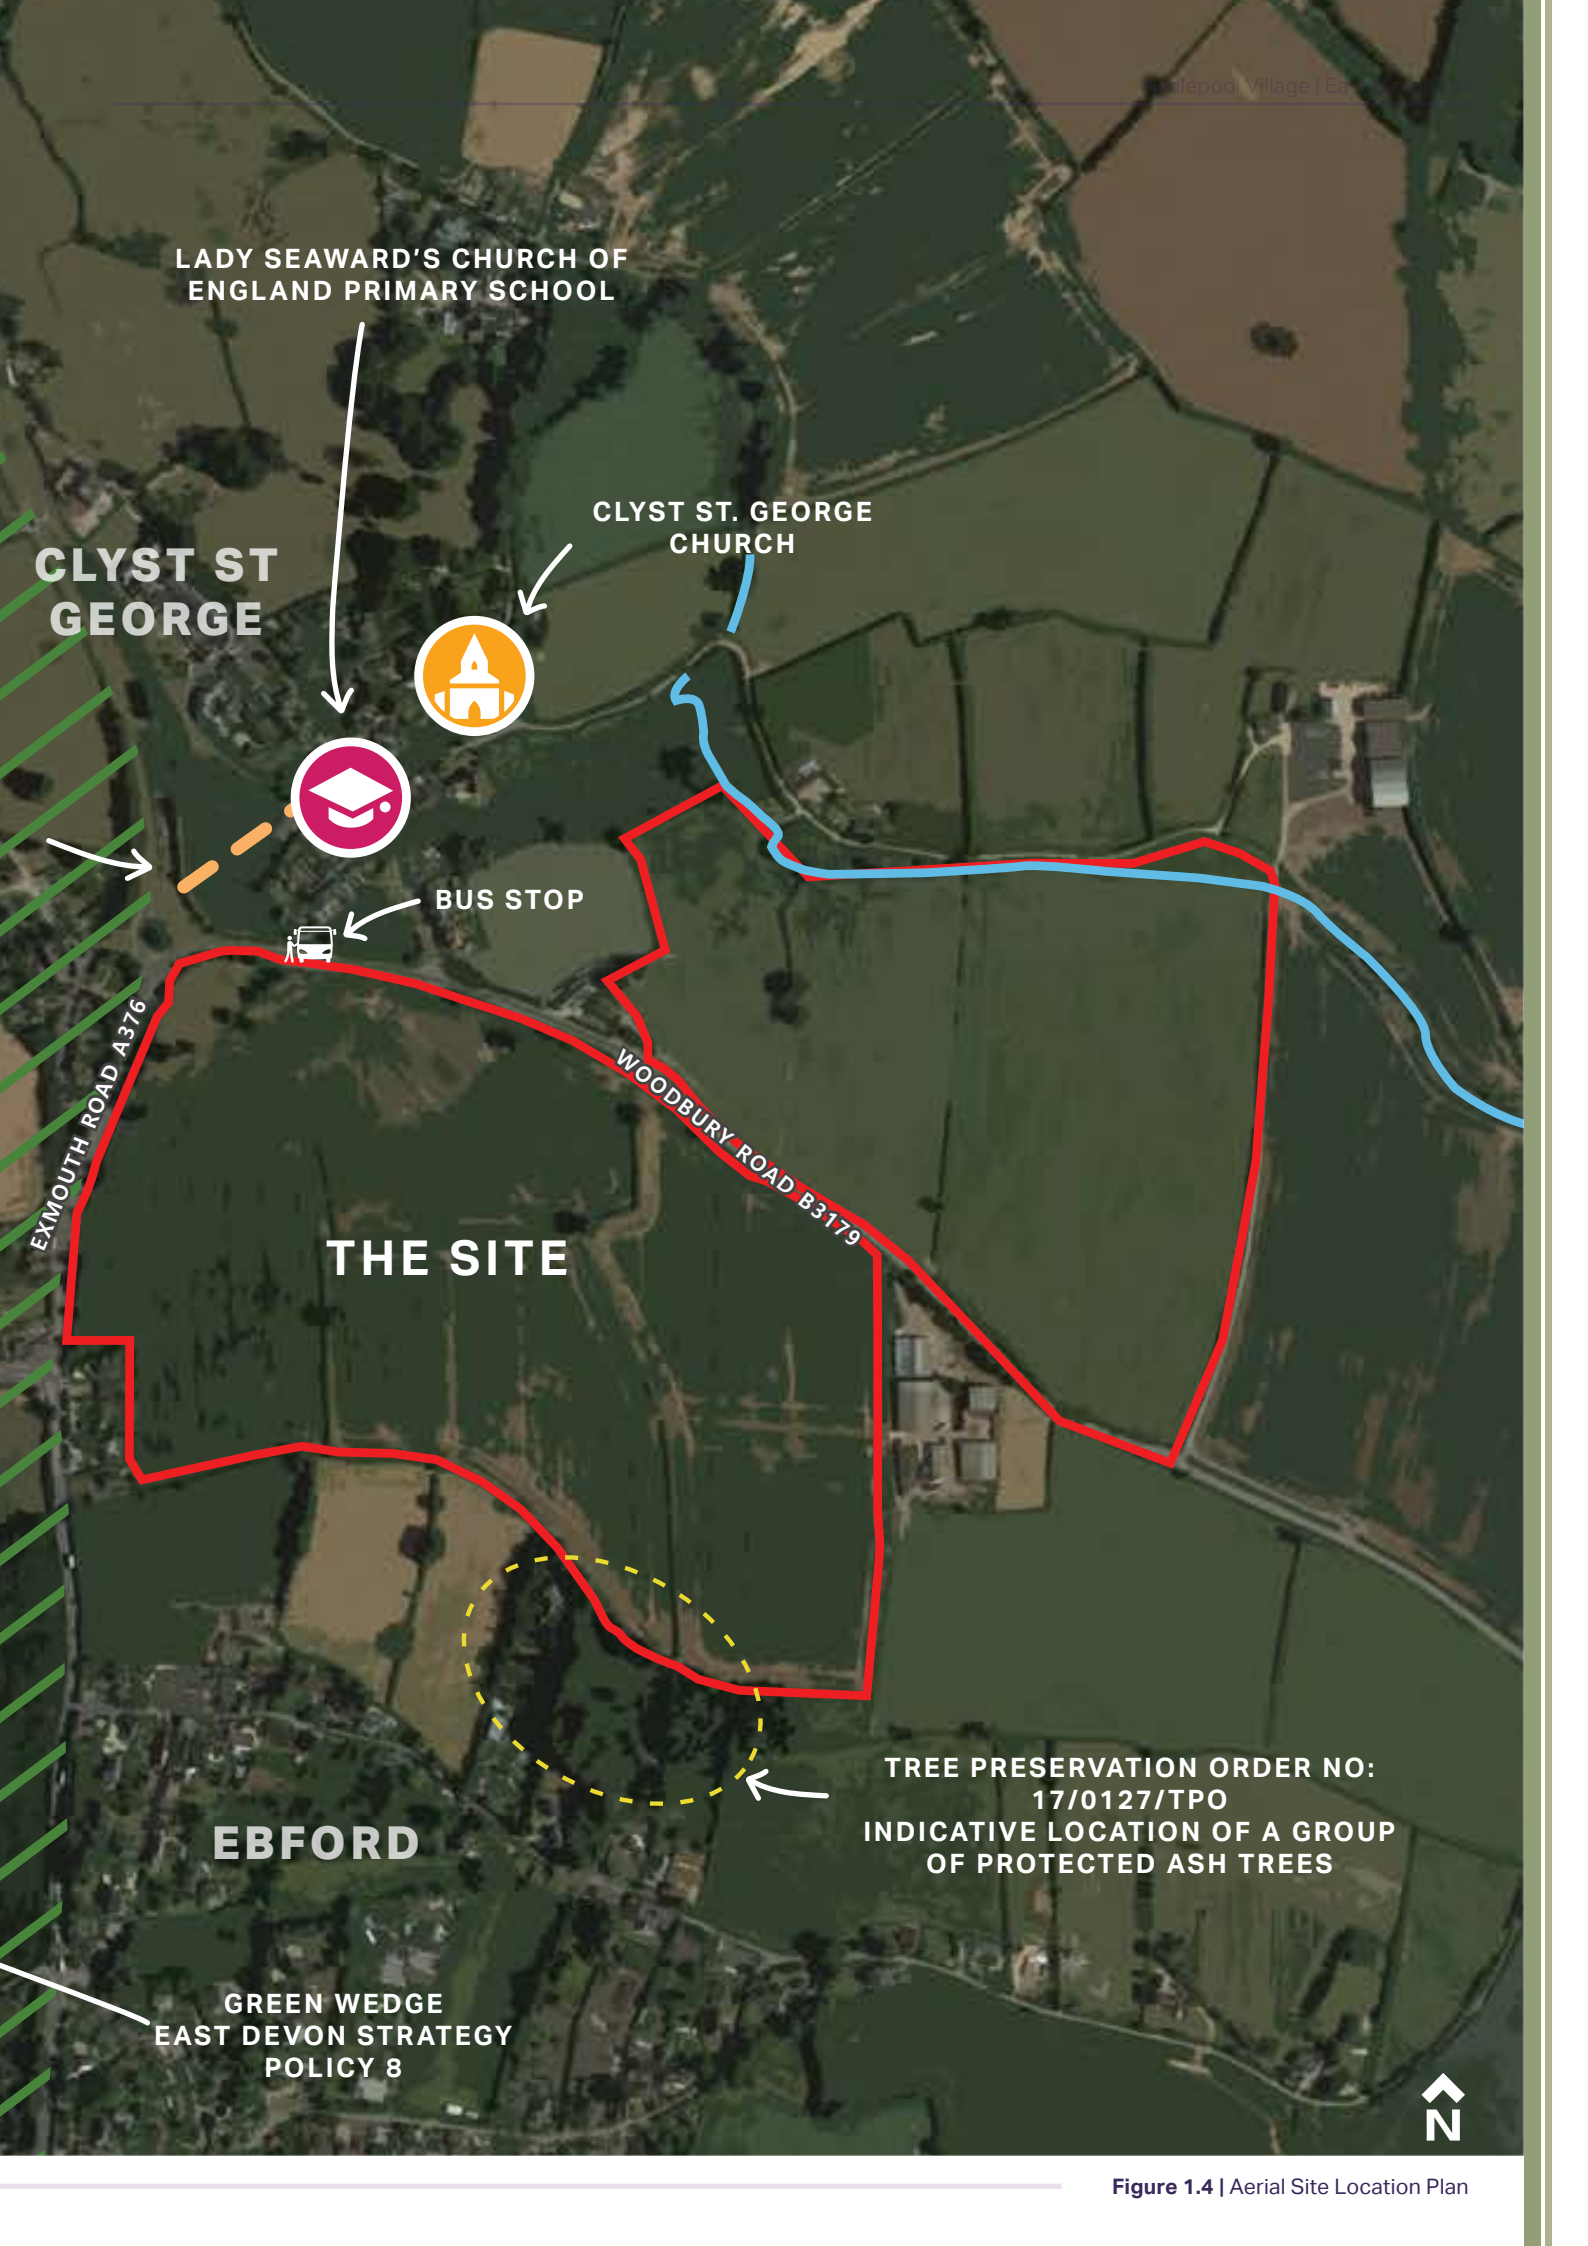 Village | Ea
LADY SEAWARD'S CHURCH OF
ENGLAND PRIMARY SCHOOL
CLYST ST. GEORGE
CHURCH
CLYST ST
GEORGE
BUS STOP
EXMOUTH ROAD A376
WOODBURY ROAD B3179
THE SITE
TREE PRESERVATION ORDER NO:
17/0127/TPO
INDICATIVE LOCATION OF A GROUP
OF PROTECTED ASH TREES
EBFORD
GREEN WEDGE
EAST DEVON STRATEGY
POLICY 8
N
Figure 1.4 | Aerial Site Location Plan